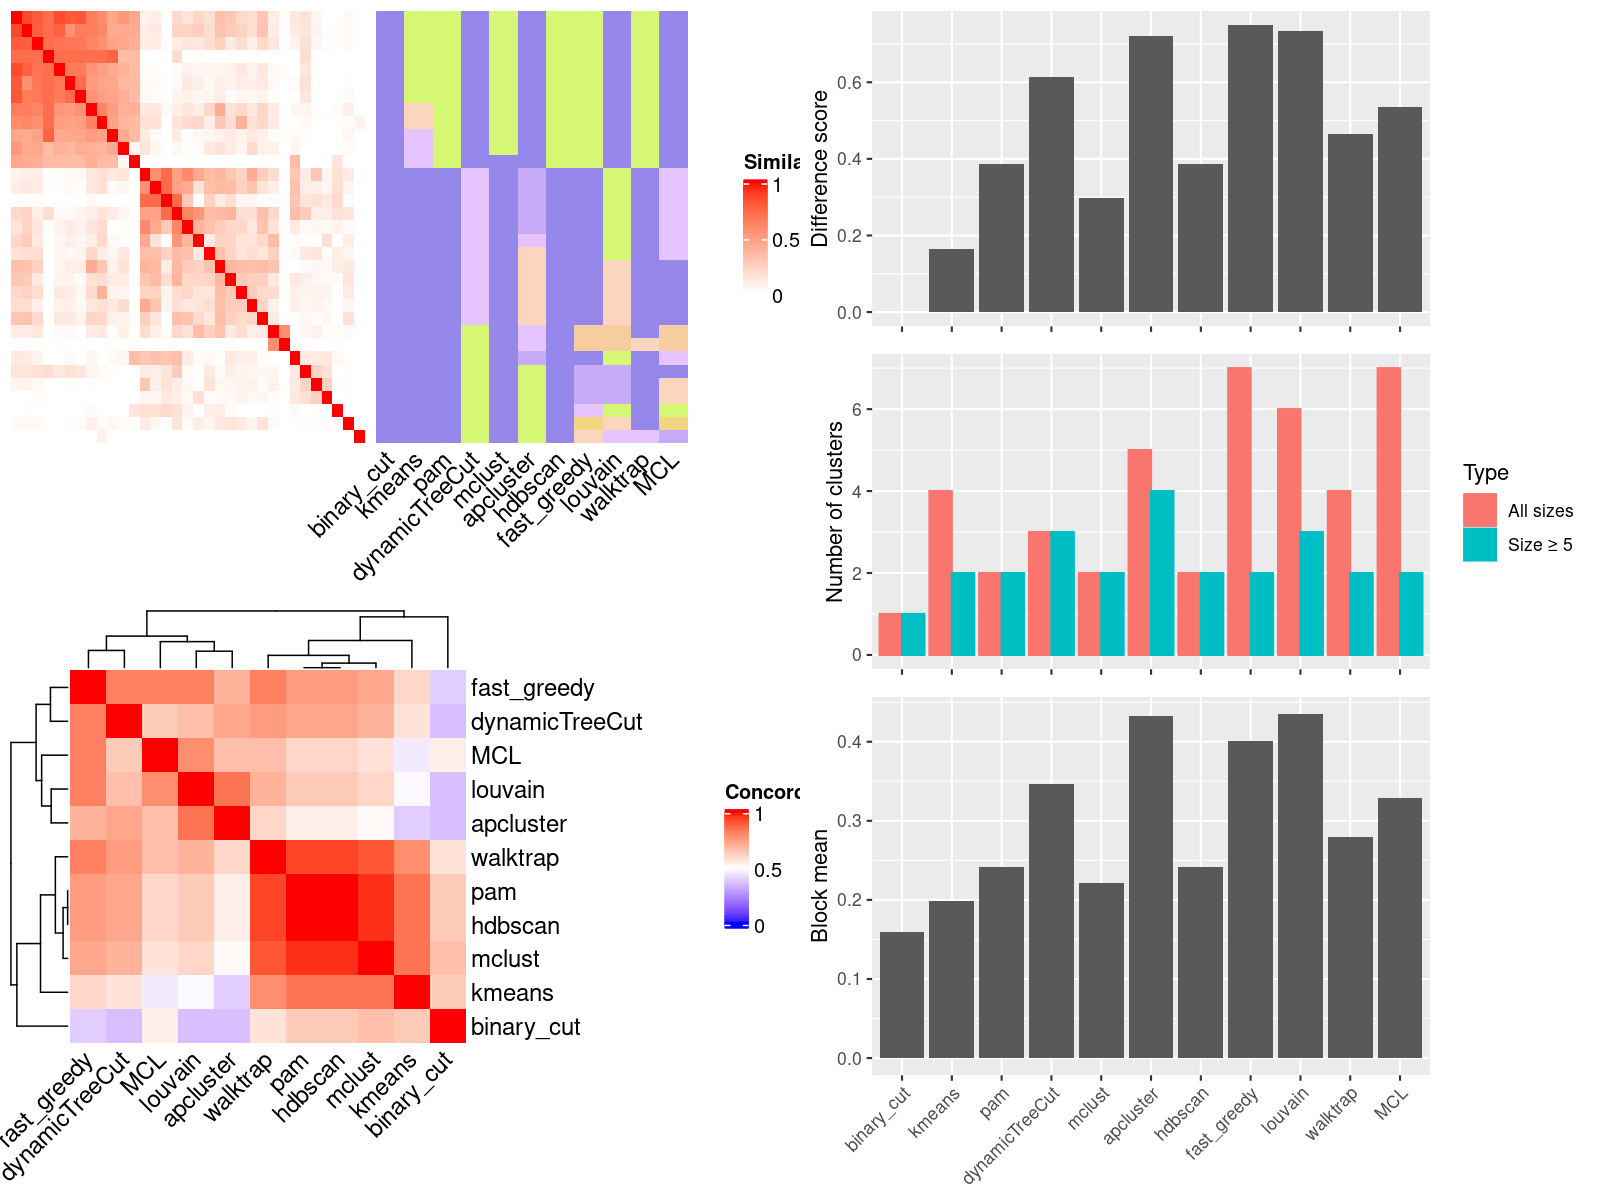 Simila
1
0.5
0
binary_cut
kmeans
pam
dynamicTreeCut
mclust
apcluster
hdbscan
fast_greedy
louvain
walktrap
MCL
fast_greedy
dynamicTreeCut
MCL
louvain
apcluster
walktrap
pam
hdbscan
mclust
kmeans
binary_cut
fast_greedy
dynamicTreeCut
MCL
louvain
apcluster
walktrap
pam
hdbscan
mclust
kmeans
binary_cut
Concord
1
0.5
0
Difference score
0.6
0.4
0.2
0.0
Number of clusters
6
4
2
0
Type
All sizes
Size ≥ 5
Block mean
0.4
0.3
0.2
0.1
0.0
binary_cut
kmeans
pam
dynamicTreeCut
mclust
apcluster
hdbscan
fast_greedy
louvain
walktrap
MCL